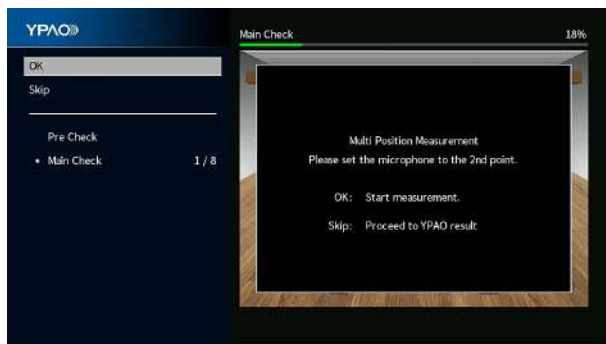 YPAO
Main Check 18%
OK
Skip
Pre Check
• Main Check 1 / 8
Multi Position Measurement
Please set the microphone to the 2nd point.
OK: Start measurement.
Skip: Proceed to YPAO result